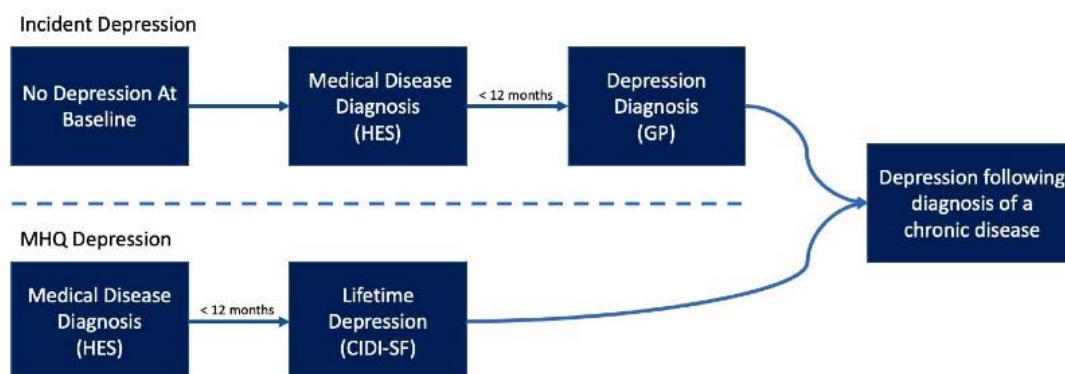 Incident Depression
No Depression At
Baseline
Medical Disease
Diagnosis
(HES)
< 12 months
Depression
Diagnosis
(GP)
Depression following
diagnosis of a
chronic disease
MHQ Depression
Medical Disease
Diagnosis
(HES)
< 12 months
Lifetime
Depression
(CIDI-SF)